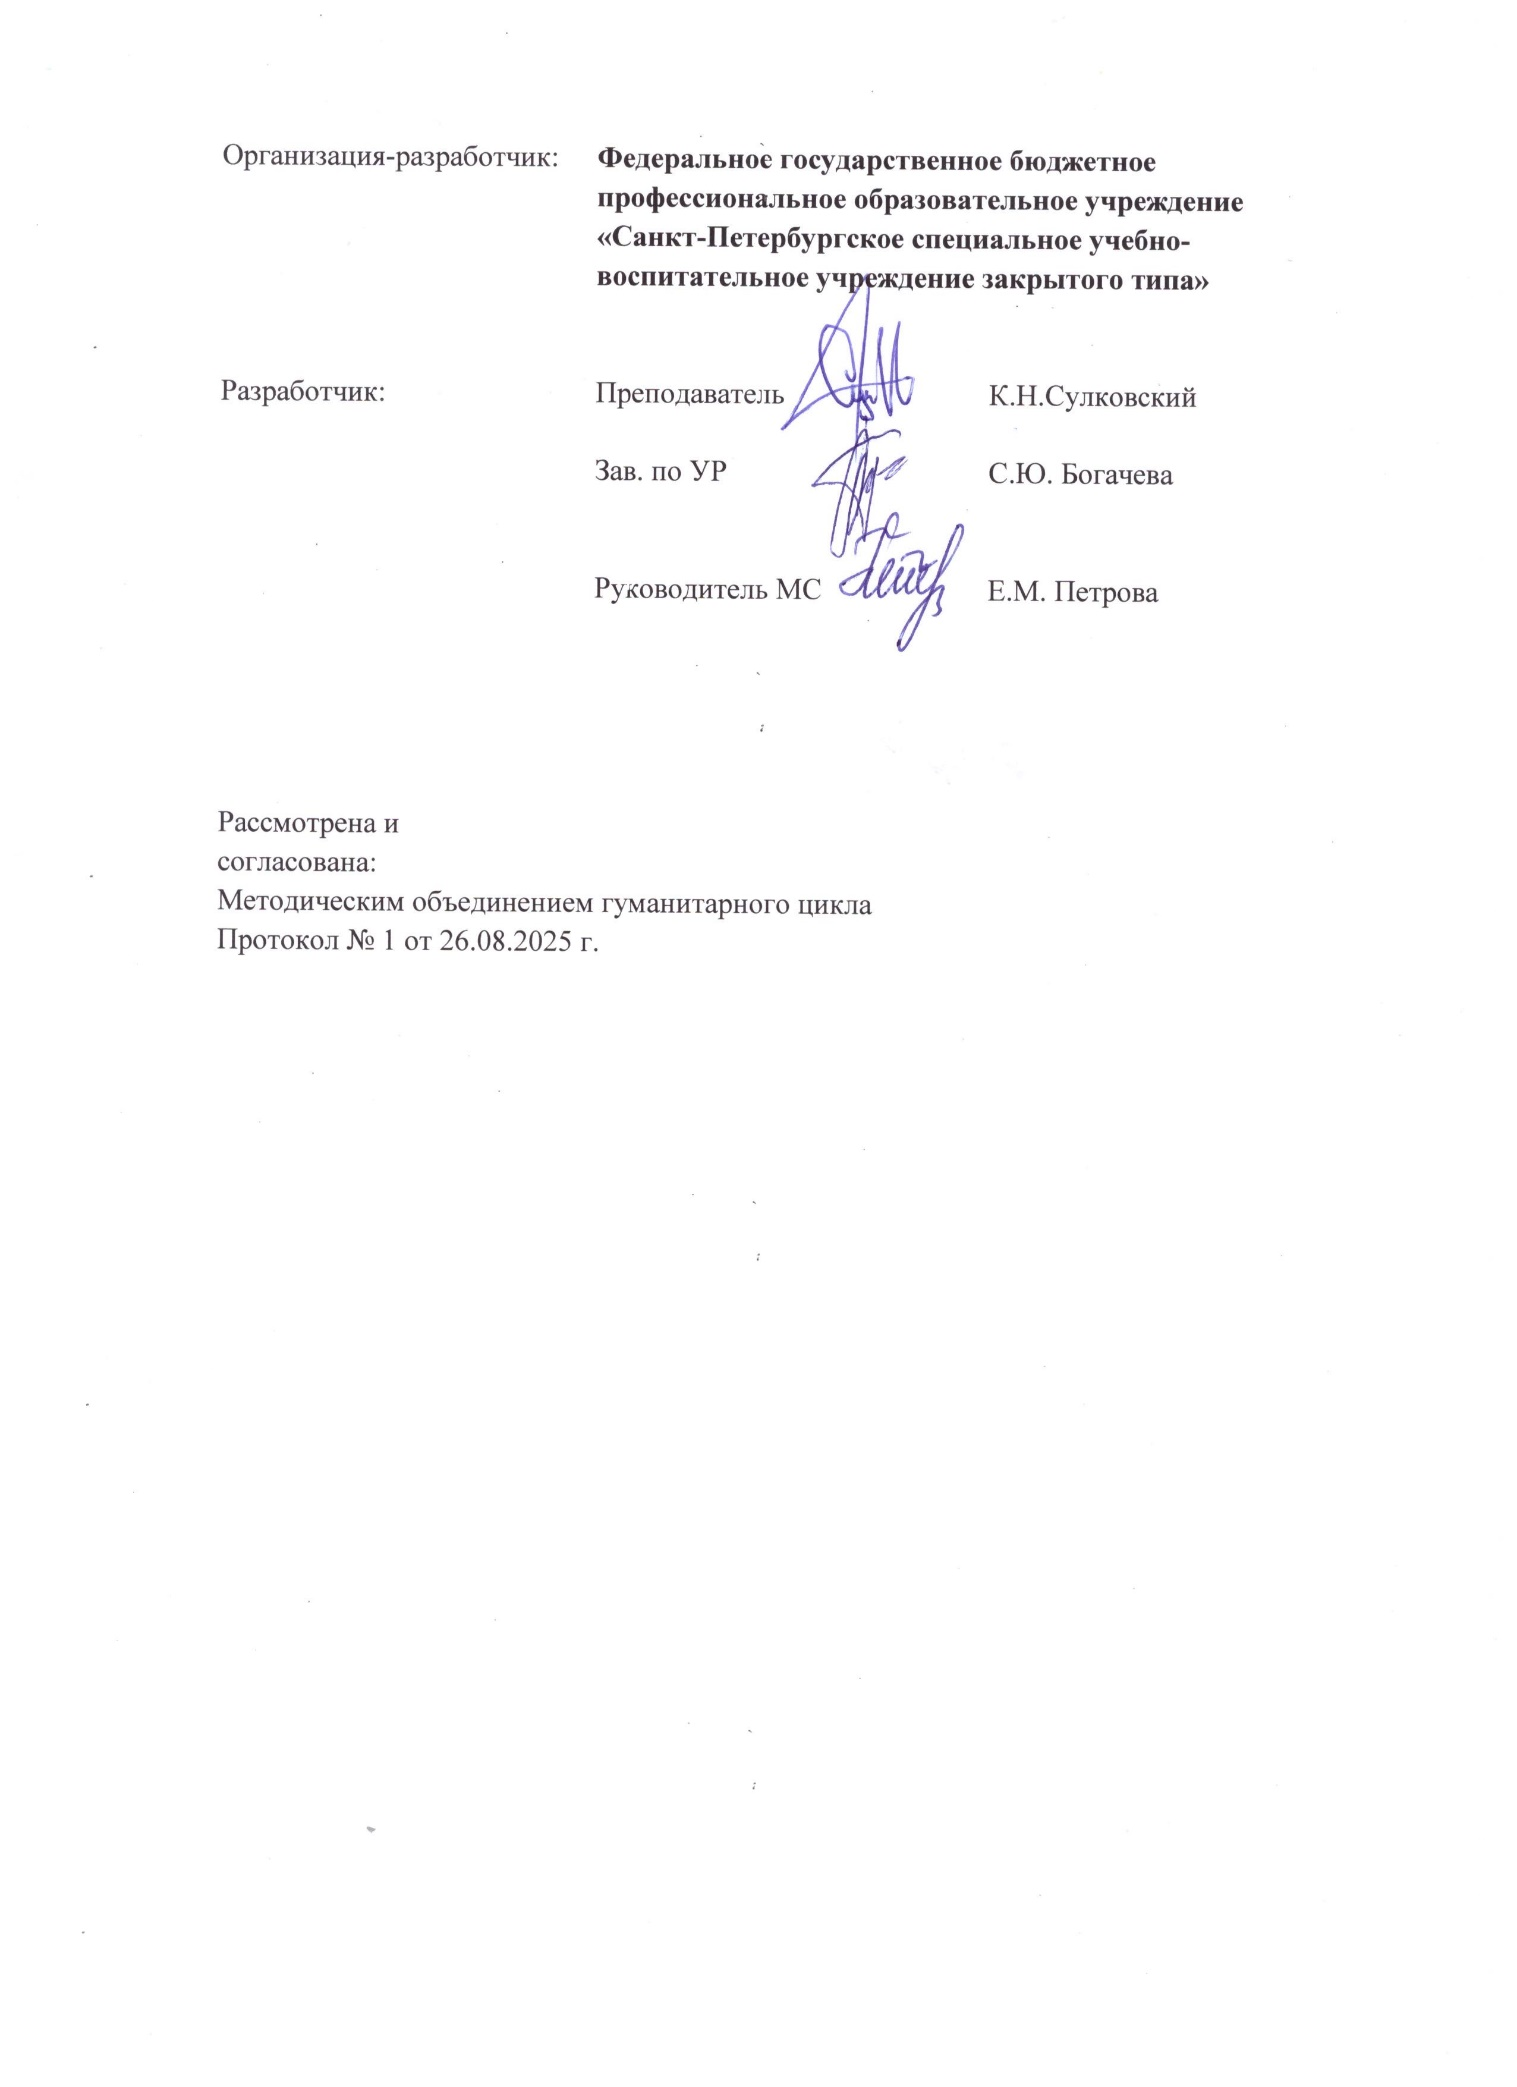 Организация-разработчик: Федеральное государственное бюджетное
профессиональное образовательное учреждение
«Санкт-Петербургское специальное учебно-
воспитательное учреждение закрытого типа»
Разработчик: Преподаватель К.Н.Сулковский
Зав. по УР С.Ю. Богачева
Руководитель МС Е.М. Петрова
Рассмотрена и
согласована:
Методическим объединением гуманитарного цикла
Протокол № 1 от 26.08.2025 г.